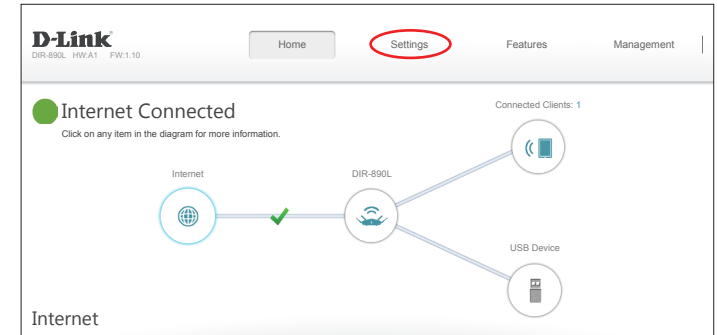 D-Link
DIR-890L HW:A1 FW:1.10
Home
Settings
Features
Management
Internet Connected
Click on any item in the diagram for more information.
Connected Clients: 1
Internet
DIR-890L
USB Device
Internet